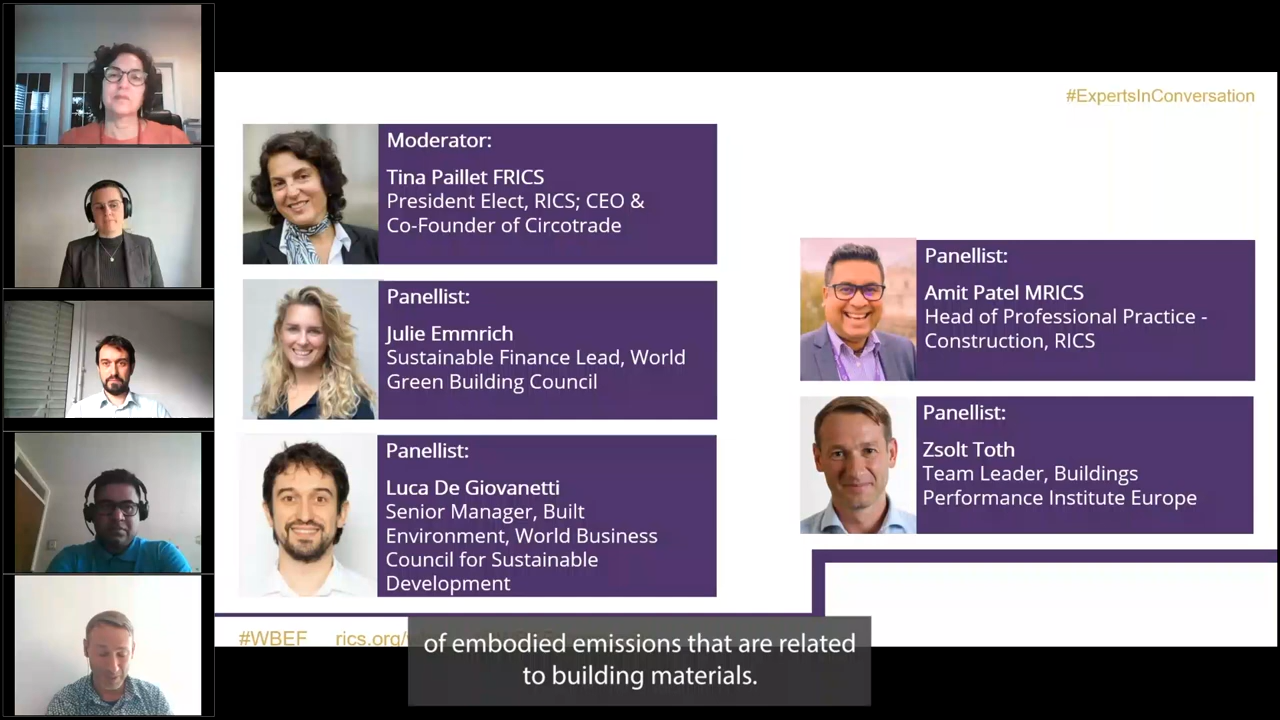 #ExpertsInConversation
Moderator:
Tina Paillet FRICS
President Elect, RICS; CEO &
Co-Founder of Circotrade
Panellist:
Julie Emmrich
Sustainable Finance Lead, World
Green Building Council
Panellist:
Luca De Giovanetti
Senior Manager, Built
Environment, World Business
Council for Sustainable
Development
Panellist:
Amit Patel MRICS
Head of Professional Practice -
Construction, RICS
Panellist:
Zsolt Toth
Team Leader, Buildings
Performance Institute Europe
#WBEF
of embodied emissions that are related
to building materials.